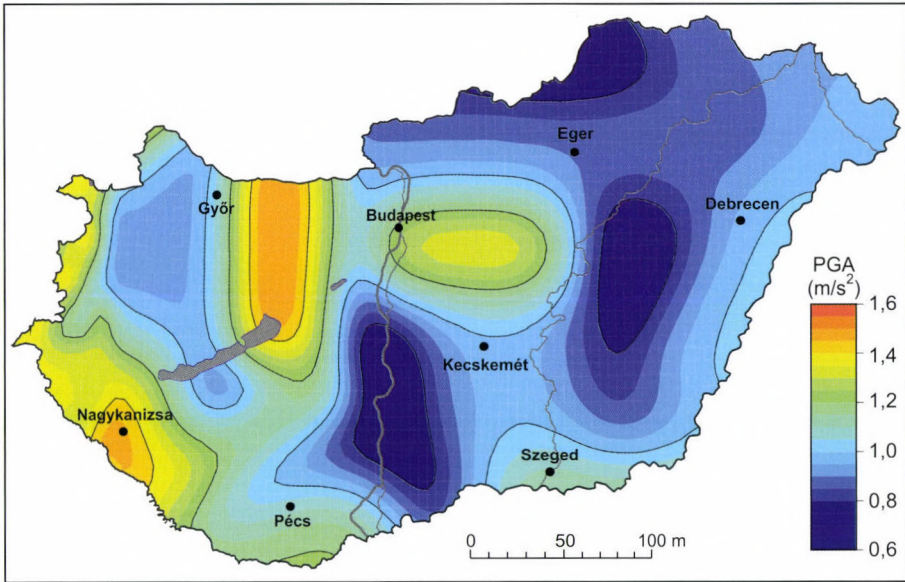 Eger
Győr
Budapest
Debrecen
Kecskemét
Nagykanizsa
Szeged
Pécs
PGA
(m/s²)
1,6
1,4
1,2
1,0
0,8
0,6
0 50 100 m